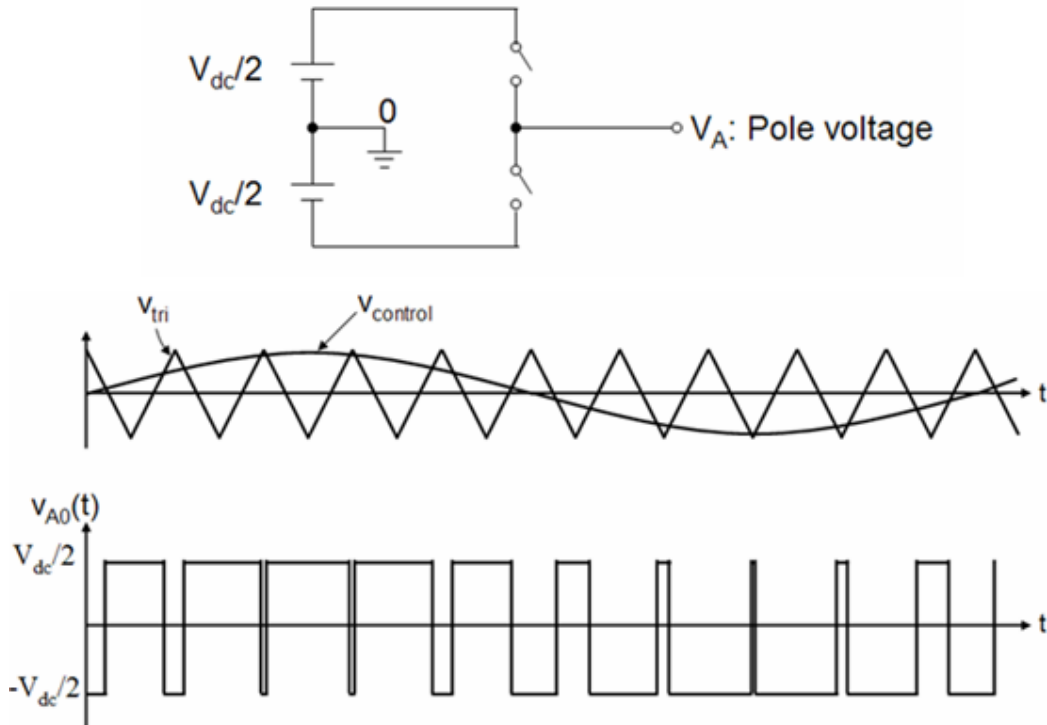 Vdc/2
0
VA: Pole voltage
Vdc/2
vtri
vcontrol
t
vA0(t)
Vdc/2
t
-Vdc/2